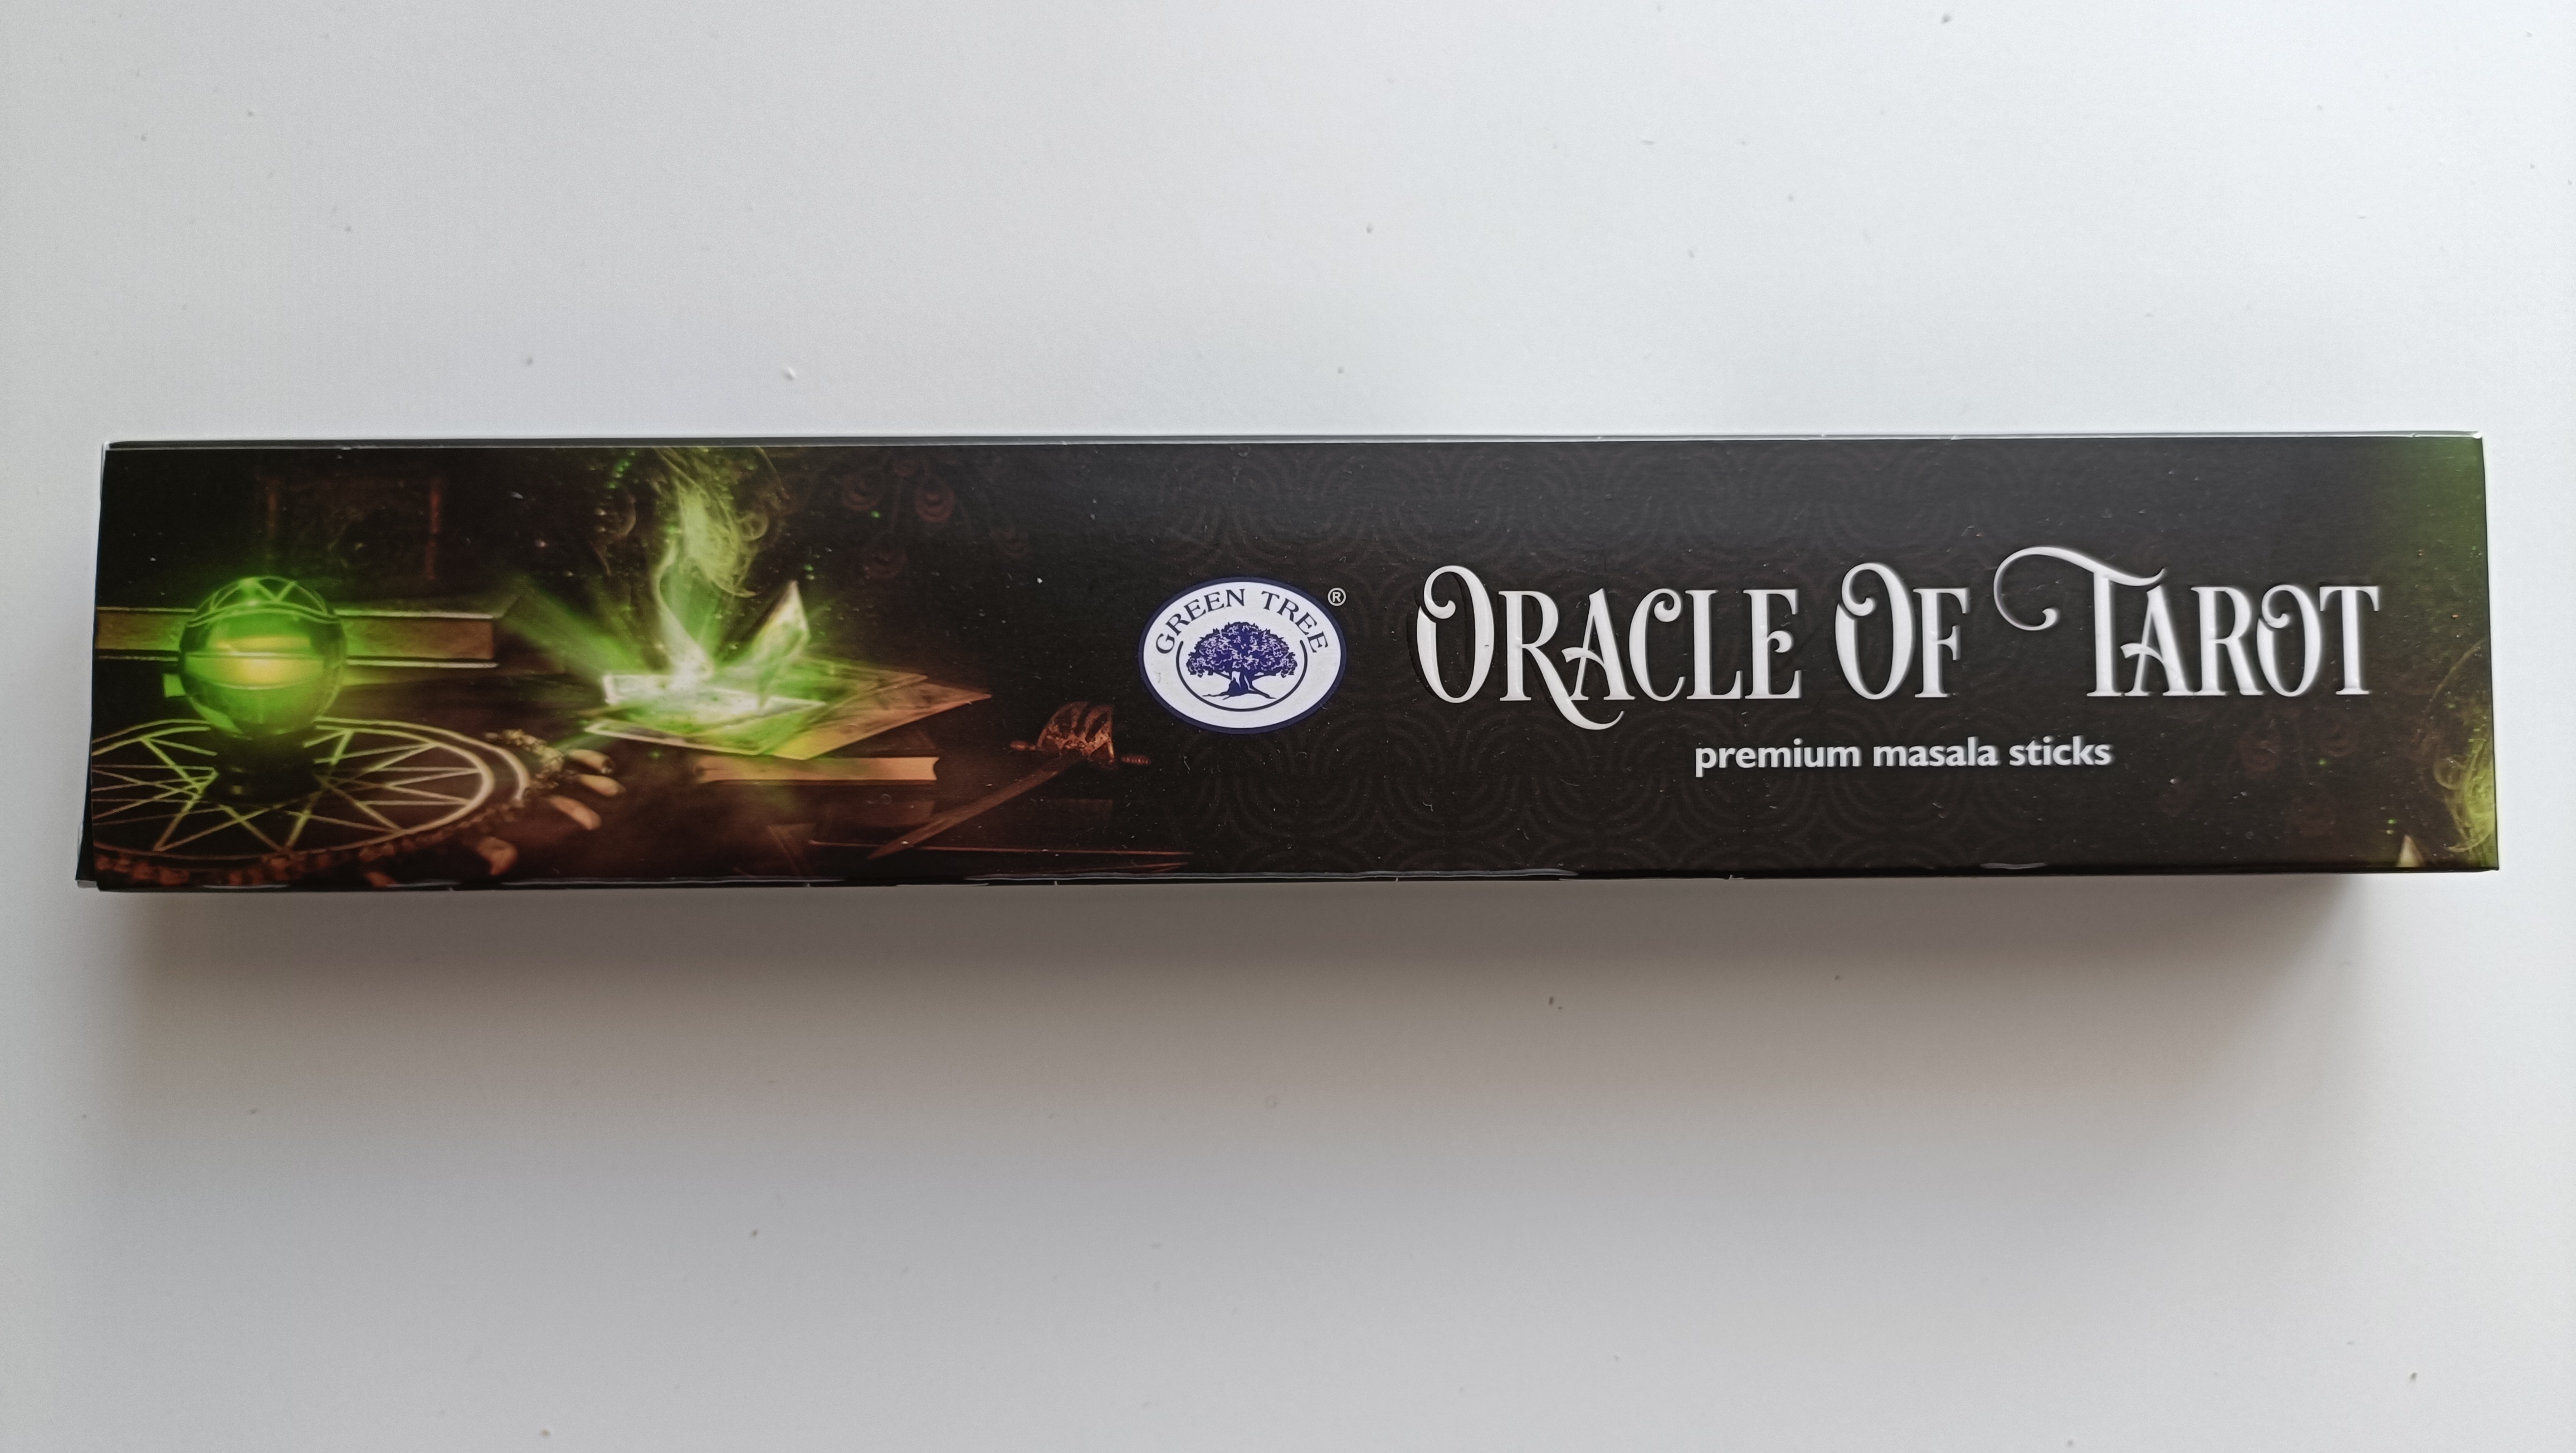 GREEN TREE ®
ORACLE OF TAROT
premium masala sticks